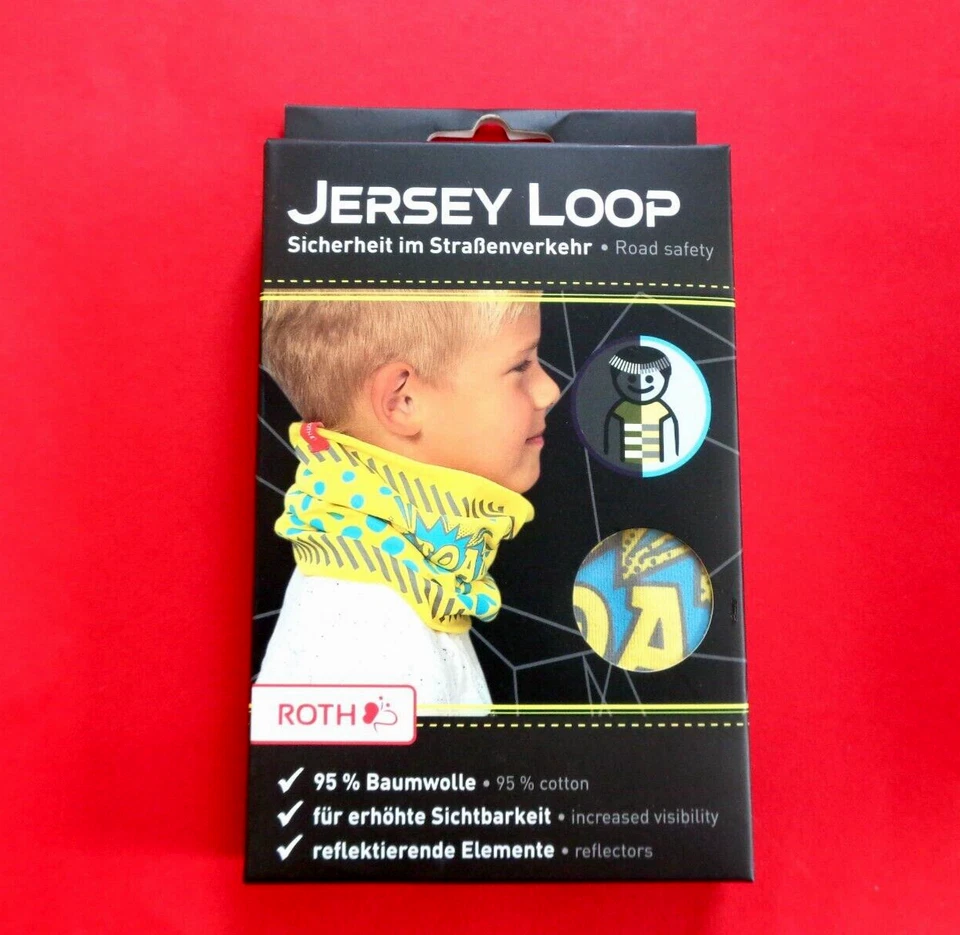 JERSEY LOOP
Sicherheit im Straßenverkehr • Road safety
ROTH
95 % Baumwolle • 95 % cotton
für erhöhte Sichtbarkeit • increased visibility
reflektierende Elemente • reflectors